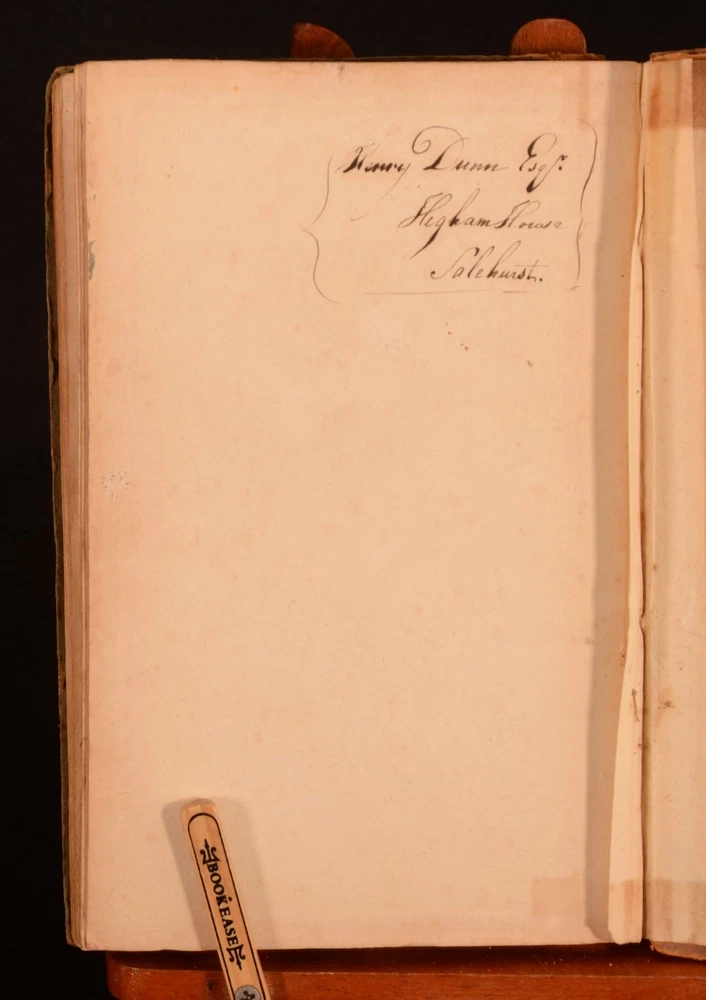 Henry Dunn Esqr.
Higham House
Salehurst.
BOOKEASE